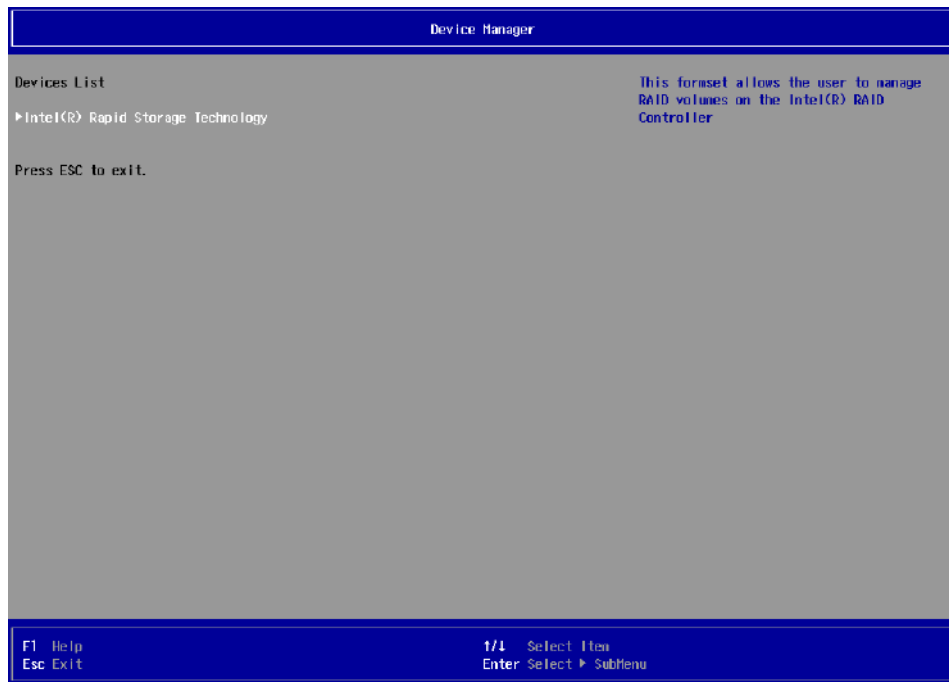 Device Manager
Devices List
▶Intel(R) Rapid Storage Technology
Press ESC to exit.
This formset allows the user to manage
RAID volumes on the Intel(R) RAID
Controller
F1 Help
Esc Exit
↑/↓ Select Item
Enter Select ▶ SubMenu